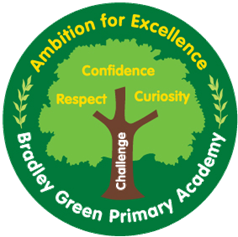 Ambition for Excellence
Confidence
Respect
Curiosity
Challenge
Bradley Green Primary Academy